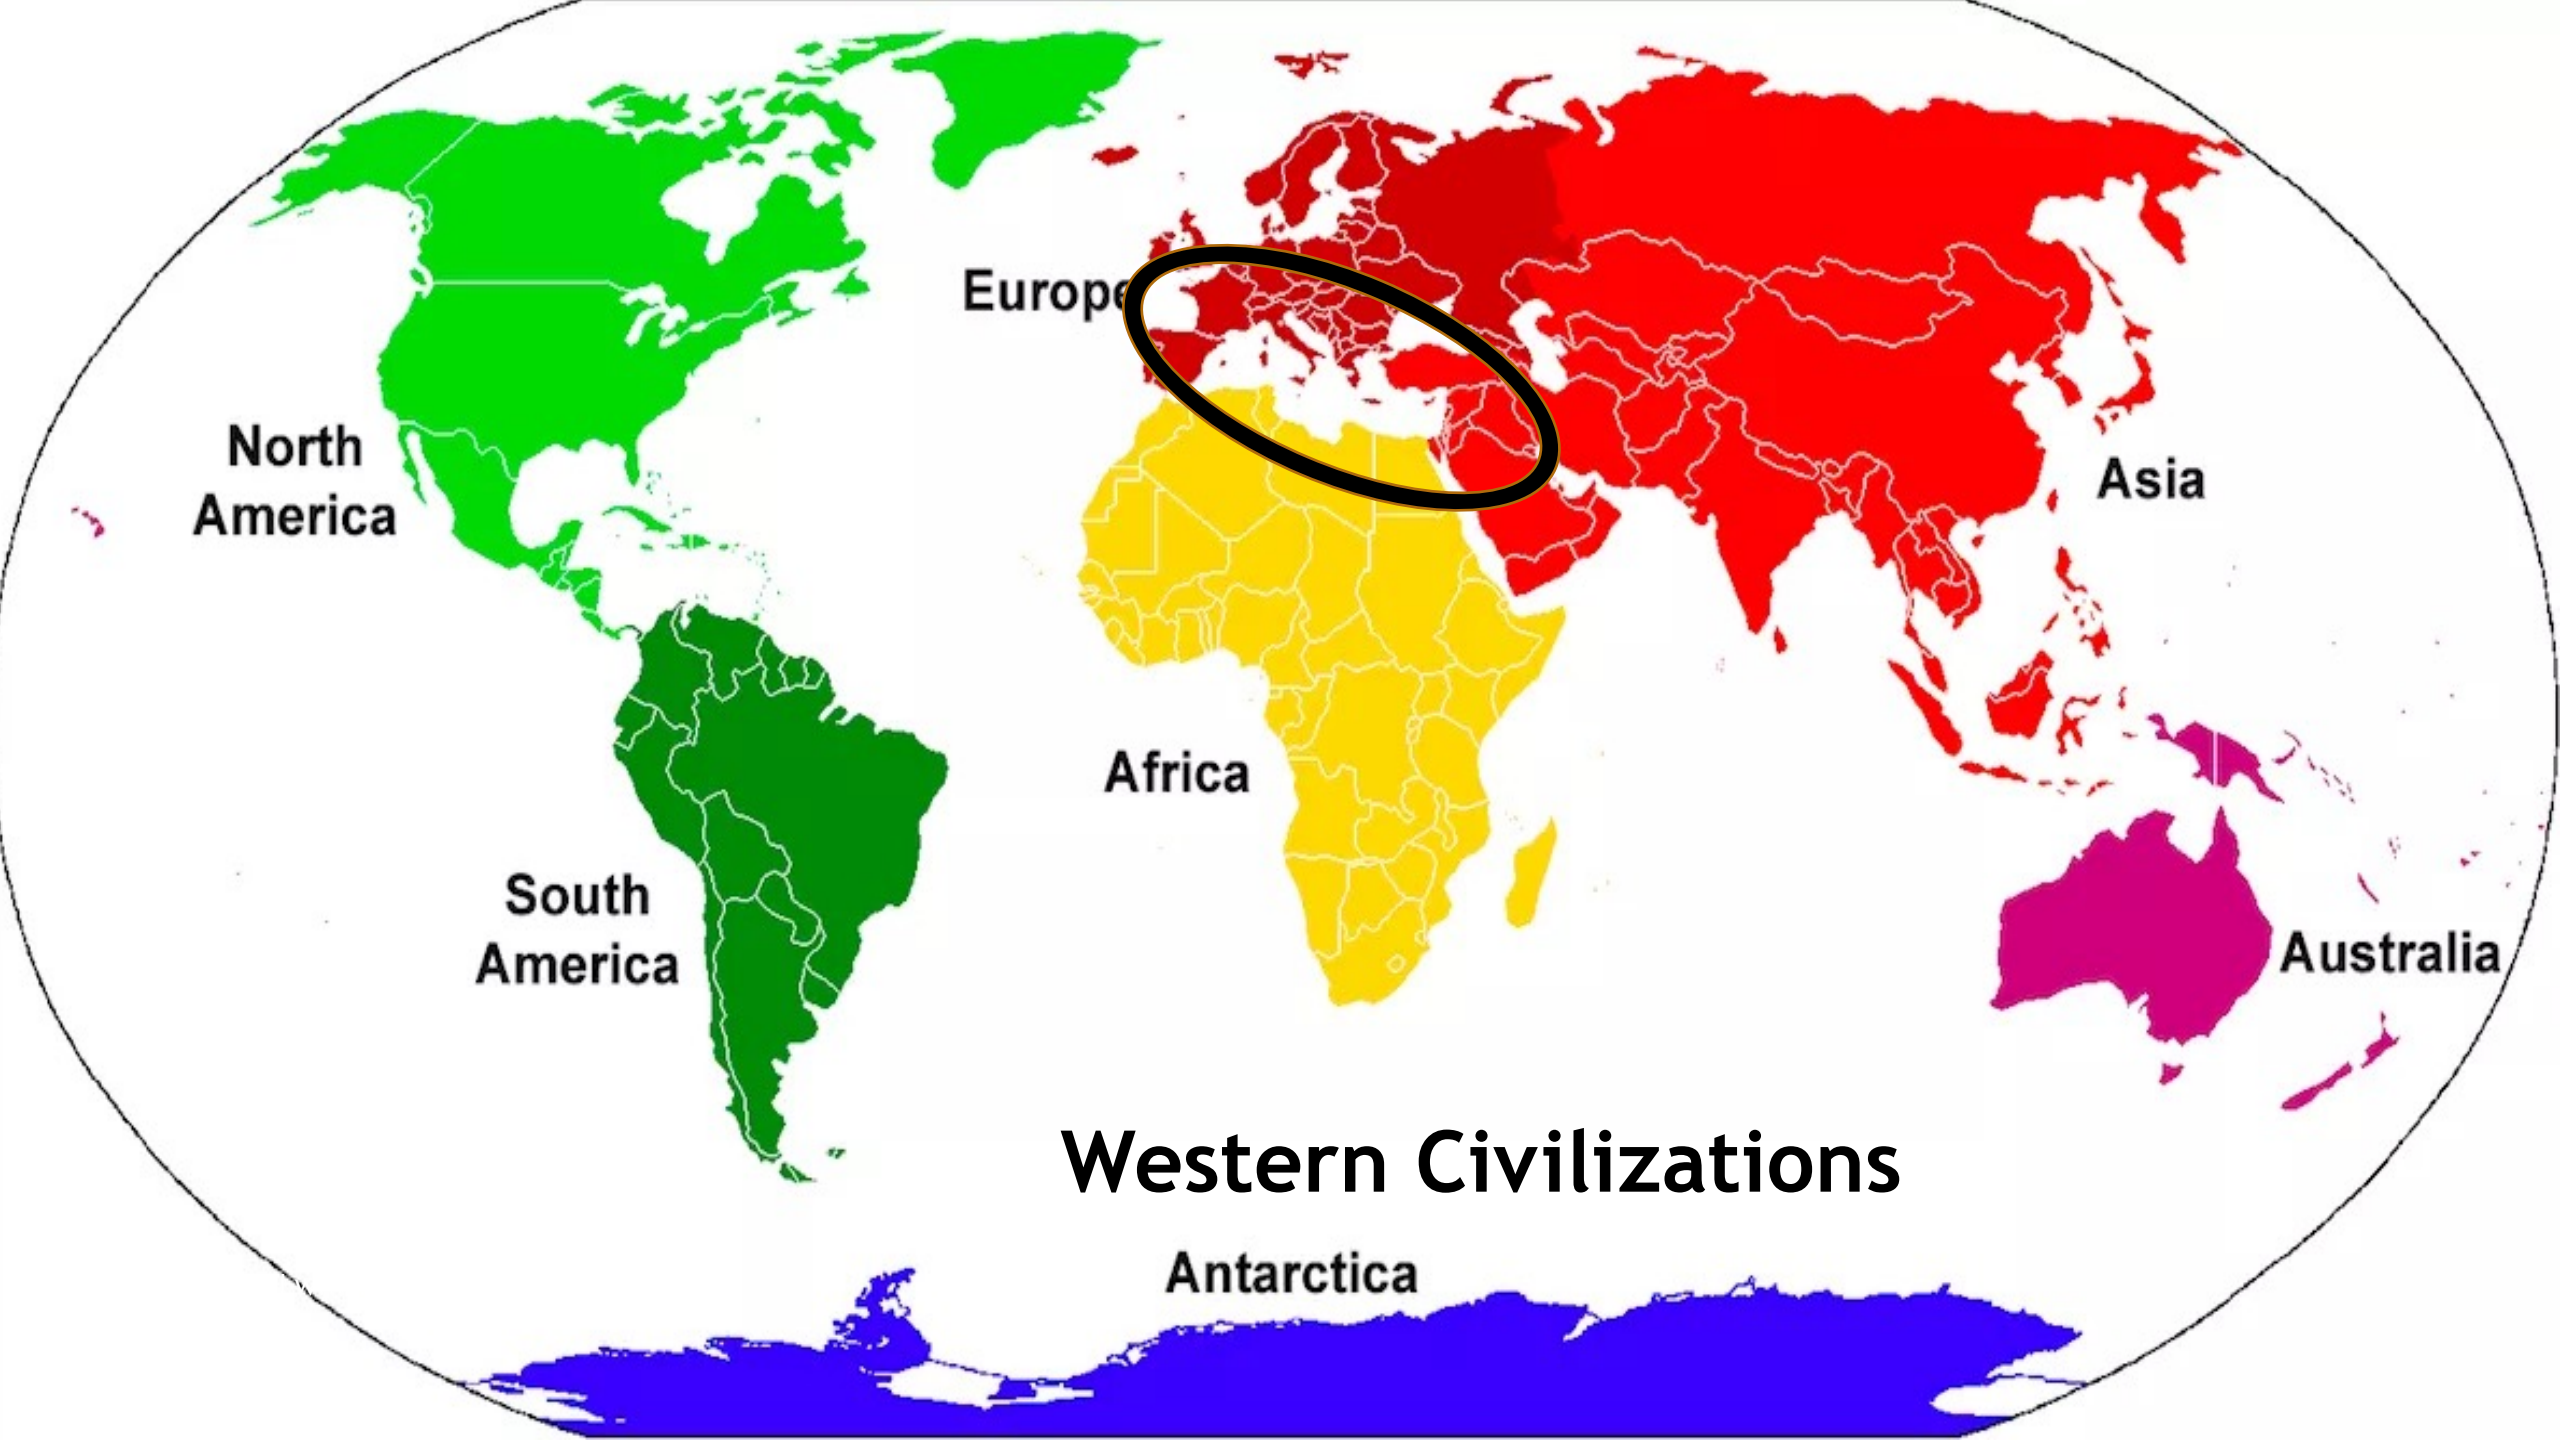 Europe
North
America
Asia
Africa
South
America
Australia
Western Civilizations
Antarctica